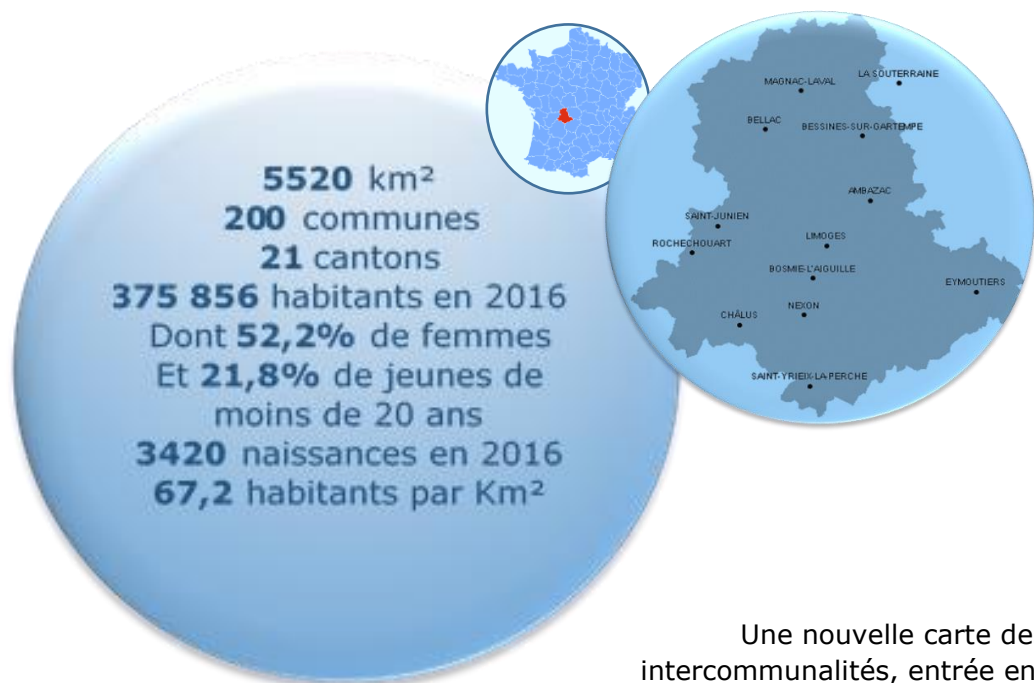 5520 km²
200 communes
21 cantons
375 856 habitants en 2016
Dont 52,2% de femmes
Et 21,8% de jeunes de
moins de 20 ans
3420 naissances en 2016
67,2 habitants par Km²
MAGNAC-LAVAL
LA SOUTERRAINE
BELLAC
BESSINES-SUR-GARTEMPE
AMBAZAC
SAINT-JUNIEN
ROCHECHOUART
LIMOGES
BOSMIE-L'AIGUILLE
EYMOUTIERS
NEXON
CHÂLUS
SAINT-YRIEIX-LA-PERCHE
Une nouvelle carte de
intercommunalités, entrée en